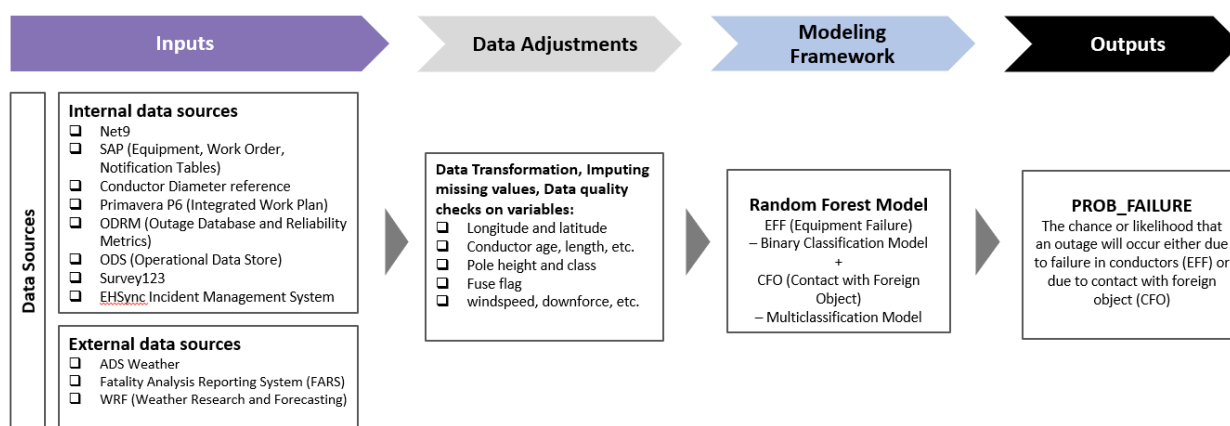 Inputs
Data Adjustments
Modeling
Framework
Outputs
Data Sources
Internal data sources
❑ Net9
❑ SAP (Equipment, Work Order,
Notification Tables)
❑ Conductor Diameter reference
❑ Primavera P6 (Integrated Work Plan)
❑ ODRM (Outage Database and Reliability
Metrics)
❑ ODS (Operational Data Store)
❑ Survey123
❑ EHSync Incident Management System
External data sources
❑ ADS Weather
❑ Fatality Analysis Reporting System (FARS)
❑ WRF (Weather Research and Forecasting)
Data Transformation, Imputing
missing values, Data quality
checks on variables:
❑ Longitude and latitude
❑ Conductor age, length, etc.
❑ Pole height and class
❑ Fuse flag
❑ windspeed, downforce, etc.
Random Forest Model
EFF (Equipment Failure)
– Binary Classification Model
+
CFO (Contact with Foreign
Object)
– Multiclassification Model
PROB_FAILURE
The chance or likelihood that
an outage will occur either due
to failure in conductors (EFF) or
due to contact with foreign
object (CFO)